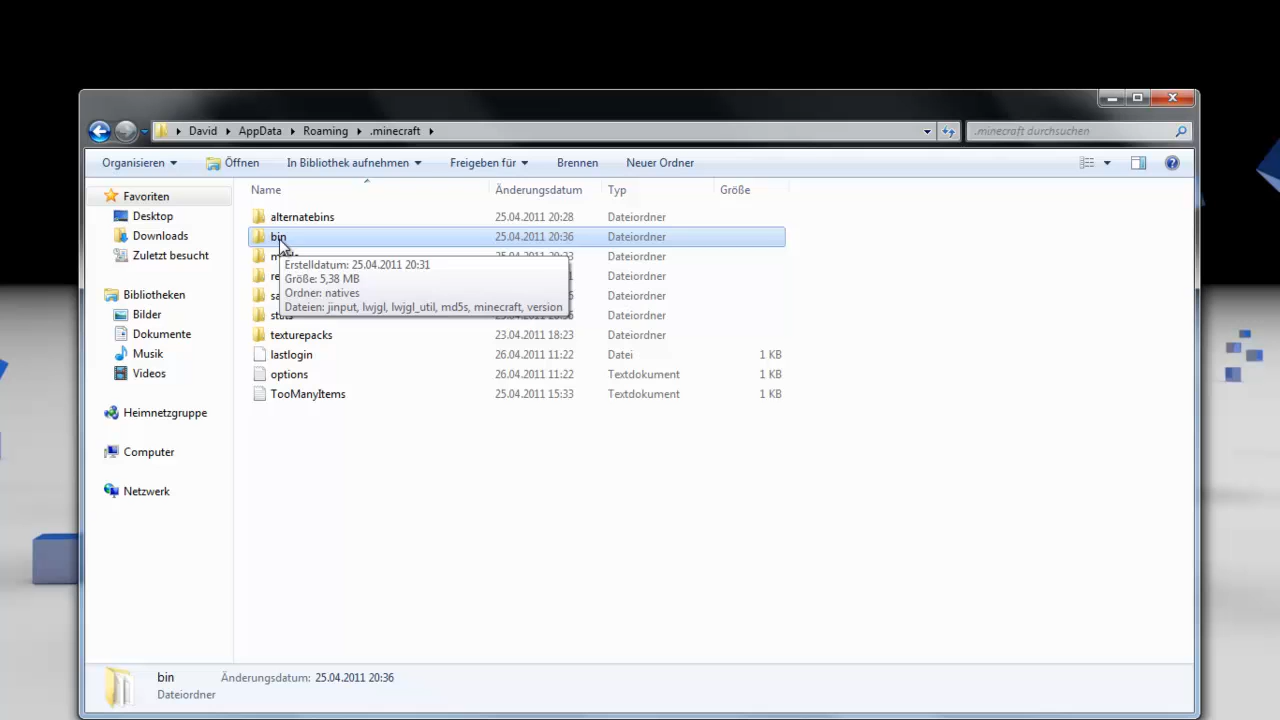 David AppData Roaming .minecraft
.minecraft durchsuchen
Organisieren Öffnen In Bibliothek aufnehmen Freigeben für Brennen Neuer Ordner
Favoriten
Desktop
Downloads
Zuletzt besucht
Bibliotheken
Bilder
Dokumente
Musik
Videos
Heimnetzgruppe
Computer
Netzwerk
Name Änderungsdatum Typ Größe
alternatebins 25.04.2011 20:28 Dateiordner
bin 25.04.2011 20:36 Dateiordner
Dateiordner
Dateiordner
Dateiordner
Dateiordner
texturepacks 23.04.2011 18:23 Dateiordner
lastlogin 26.04.2011 11:22 Datei 1 KB
options 26.04.2011 11:22 Textdokument 1 KB
TooManyItems 25.04.2011 15:33 Textdokument 1 KB
Erstelldatum: 25.04.2011 20:31
Größe: 5,38 MB
Ordner: natives
Dateien: jinput, lwjgl, lwjgl_util, md5s, minecraft, version
bin Änderungsdatum: 25.04.2011 20:36
Dateiordner